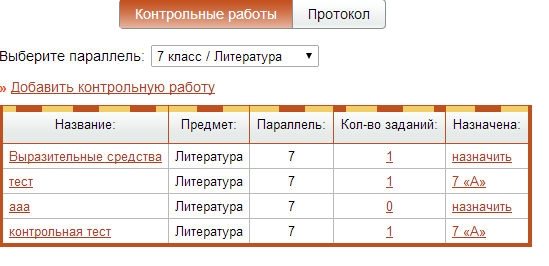 Контрольные работы Протокол
Выберите параллель: 7 класс / Литература
» Добавить контрольную работу
Название: Предмет: Параллель: Кол-во заданий: Назначена:
Выразительные средства Литература 7 1 назначить
тест Литература 7 1 7 «А»
ааа Литература 7 0 назначить
контрольная тест Литература 7 1 7 «А»